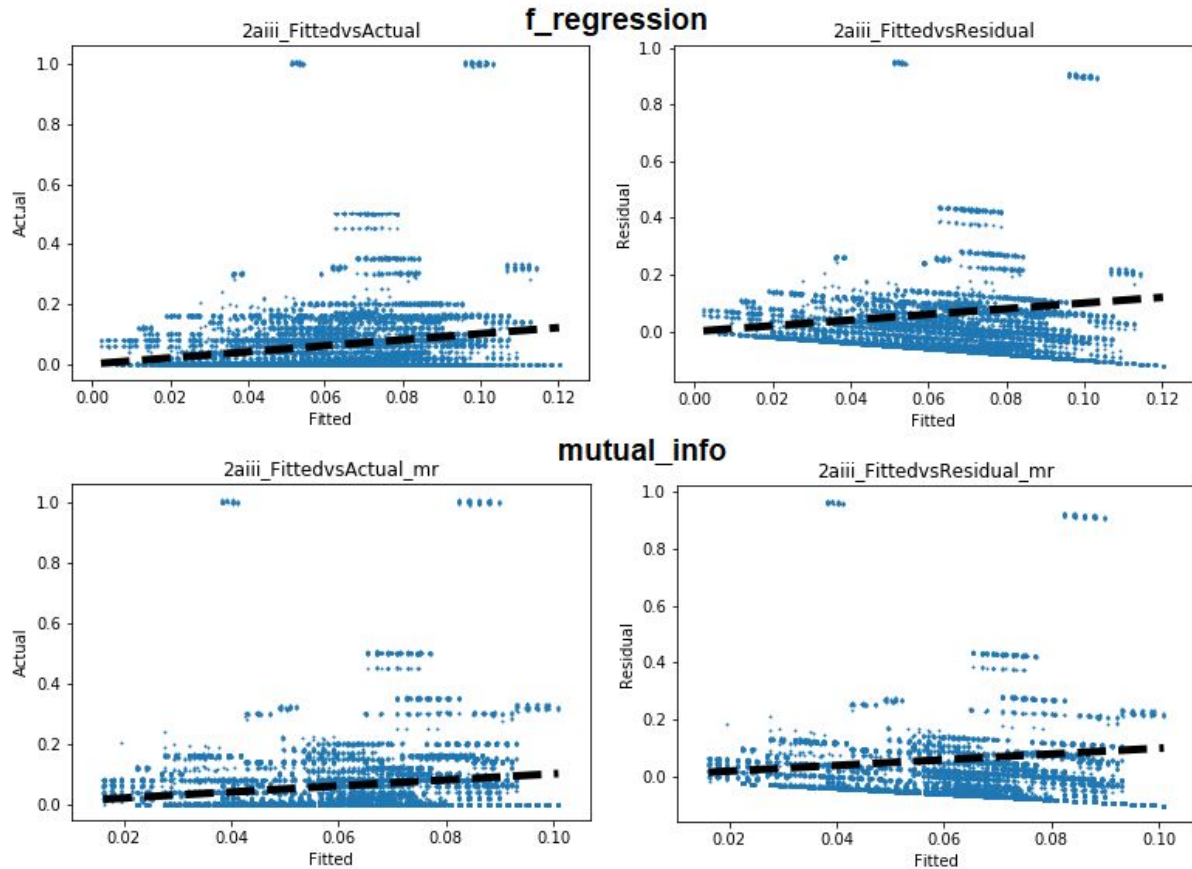 f_regression
2aiii_FittedvsActual
Actual
1.0
0.8
0.6
0.4
0.2
0.0
0.00 0.02 0.04 0.06 0.08 0.10 0.12
Fitted
2aiii_FittedvsResidual
Residual
1.0
0.8
0.6
0.4
0.2
0.0
0.00 0.02 0.04 0.06 0.08 0.10 0.12
Fitted
mutual_info
2aiii_FittedvsActual_mr
Actual
1.0
0.8
0.6
0.4
0.2
0.0
0.02 0.04 0.06 0.08 0.10
Fitted
2aiii_FittedvsResidual_mr
Residual
1.0
0.8
0.6
0.4
0.2
0.0
0.02 0.04 0.06 0.08 0.10
Fitted